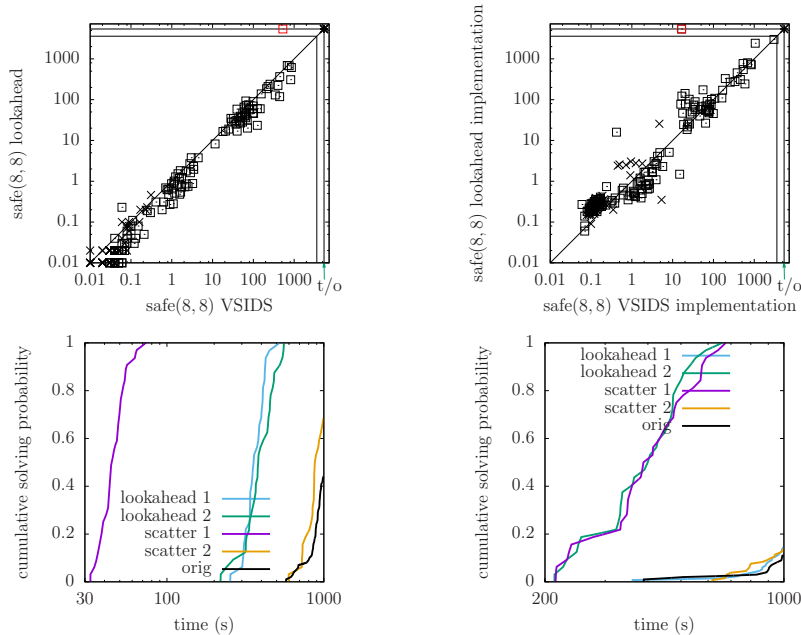 safe(8, 8) lookahead
1000
100
10
1
0.1
0.01
0.01
0.1
1
10
100
1000
t/o
safe(8, 8) VSIDS
safe(8, 8) lookahead implementation
1000
100
10
1
0.1
0.01
0.01
0.1
1
10
100
1000
t/o
safe(8, 8) VSIDS implementation
cumulative solving probability
1
0.8
0.6
0.4
0.2
0
lookahead 1
lookahead 2
scatter 1
scatter 2
orig
30
100
1000
time (s)
cumulative solving probability
1
0.8
0.6
0.4
0.2
0
lookahead 1
lookahead 2
scatter 1
scatter 2
orig
200
1000
time (s)